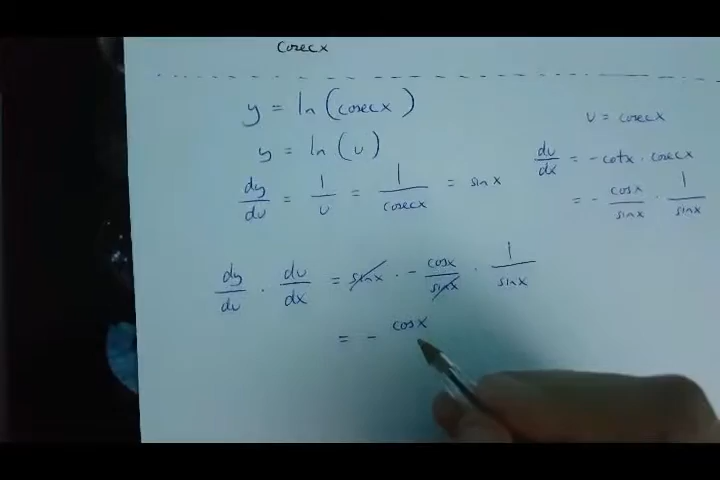 cosecx
y = ln(cosecx)
y = ln(u)
dy/du = 1/u = 1/cosecx = sinx
u = cosecx
du/dx = -cotx · cosecx
= - cosx/sinx · 1/sinx
dy/du · du/dx = sinx · - cosx/sinx · 1/sinx
= - cosx